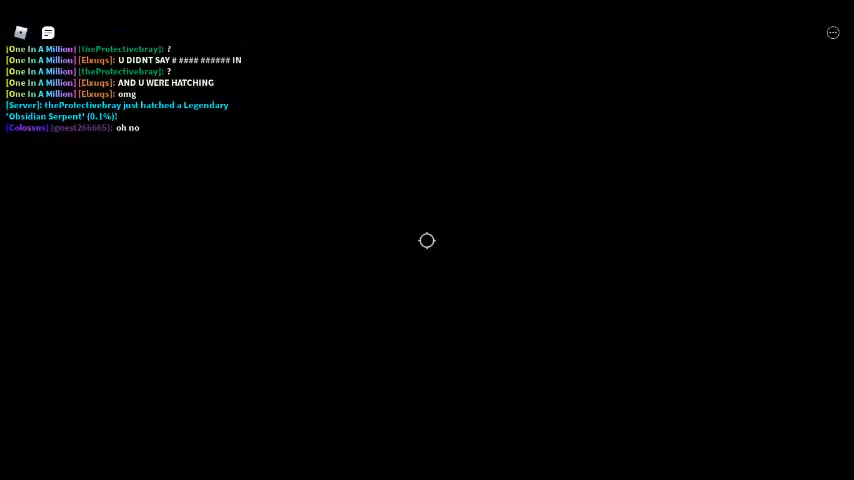 [One In A Million] [theProtectivebray]: ?
[One In A Million] [Elxuqs]: U DIDNT SAY # #### ###### IN
[One In A Million] [theProtectivebray]: ?
[One In A Million] [Elxuqs]: AND U WERE HATCHING
[One In A Million] [Elxuqs]: omg
[Server]: theProtectivebray just hatched a Legendary
'Obsidian Serpent' (0.1%)!
[Colossus] [guest266665]: oh no